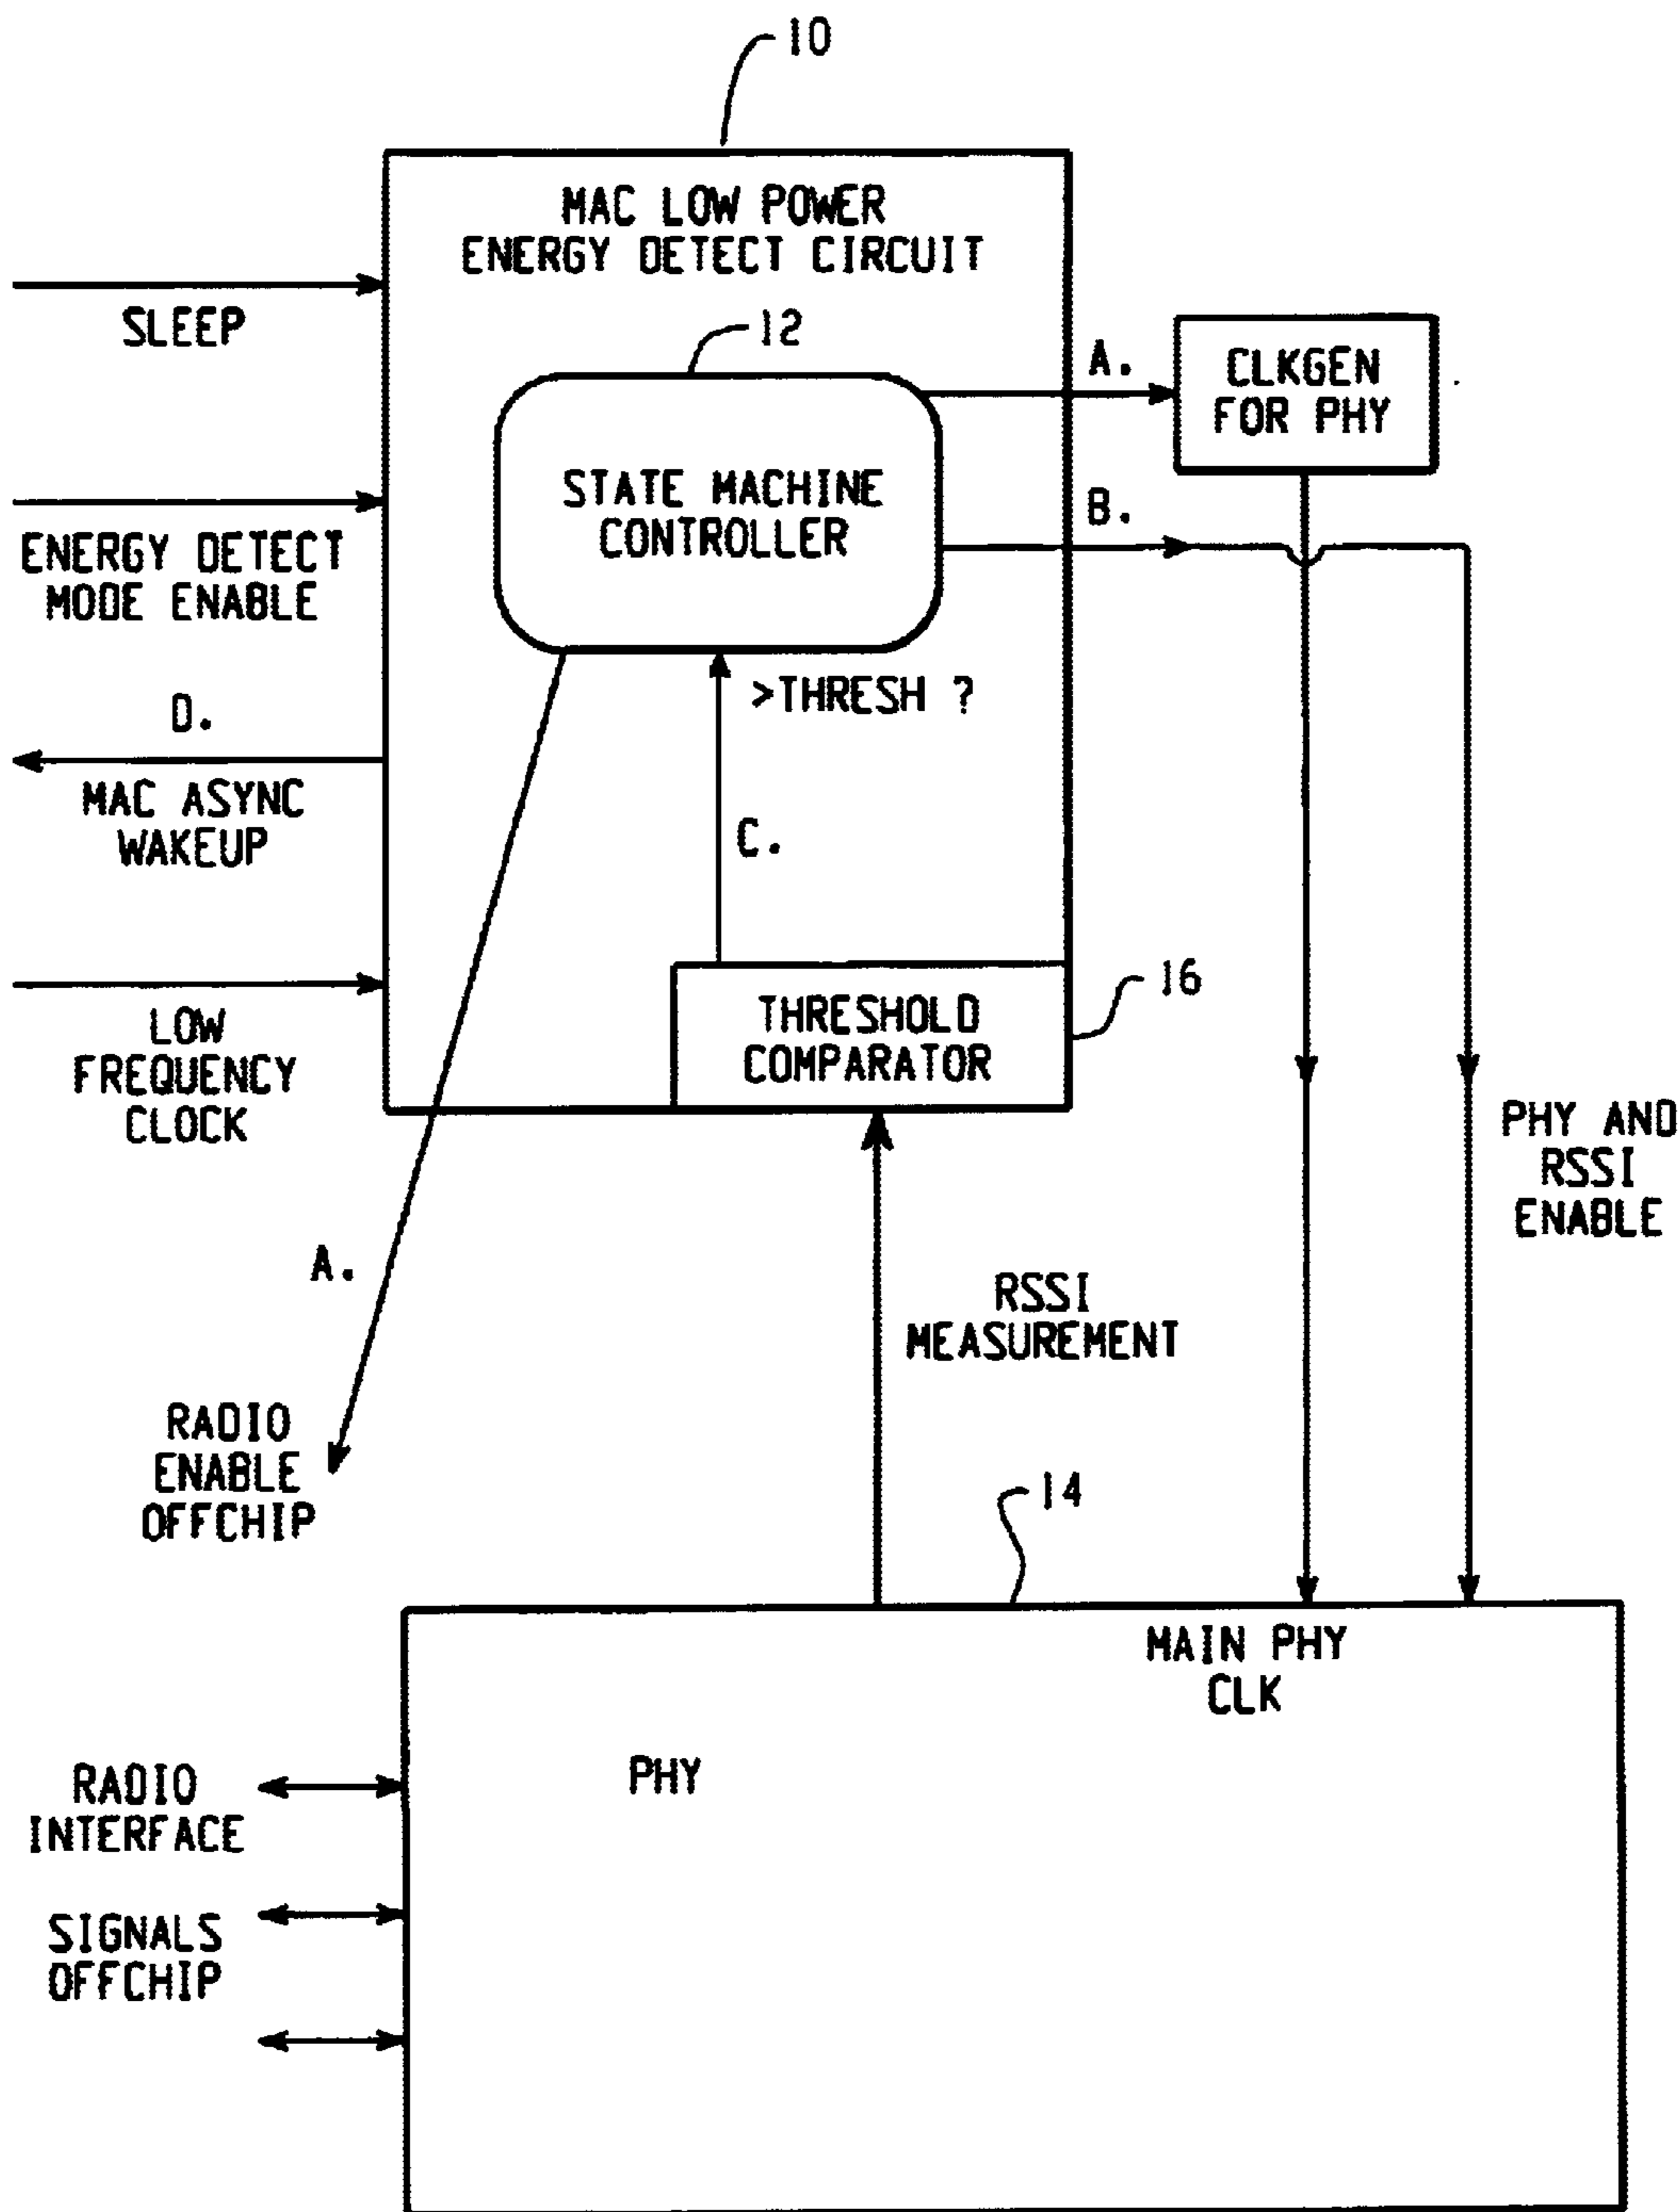 10
MAC LOW POWER
ENERGY DETECT CIRCUIT
SLEEP
12
A.
CLKGEN
FOR PHY
STATE MACHINE
CONTROLLER
B.
ENERGY DETECT
MODE ENABLE
>THRESH ?
D.
MAC ASYNC
WAKEUP
C.
16
THRESHOLD
COMPARATOR
LOW
FREQUENCY
CLOCK
PHY AND
RSSI
ENABLE
A.
RSSI
MEASUREMENT
RADIO
ENABLE
OFFCHIP
14
MAIN PHY
CLK
PHY
RADIO
INTERFACE
SIGNALS
OFFCHIP